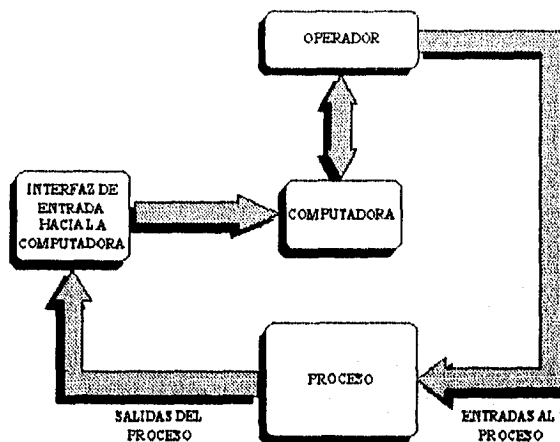 OPERADOR
INTERFAZ DE
ENTRADA
HACIA LA
COMPUTADORA
COMPUTADORA
PROCESO
SALIDAS DEL
PROCESO
ENTRADAS AL
PROCESO